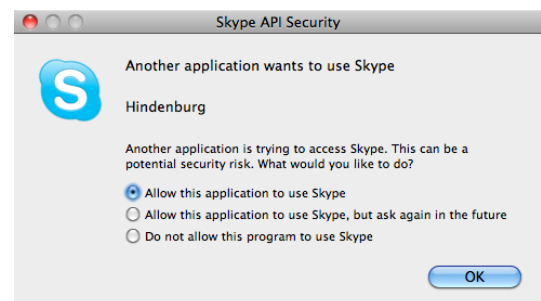 Skype API Security
Another application wants to use Skype
S
Hindenburg
Another application is trying to access Skype. This can be a
potential security risk. What would you like to do?
Allow this application to use Skype
Allow this application to use Skype, but ask again in the future
Do not allow this program to use Skype
OK